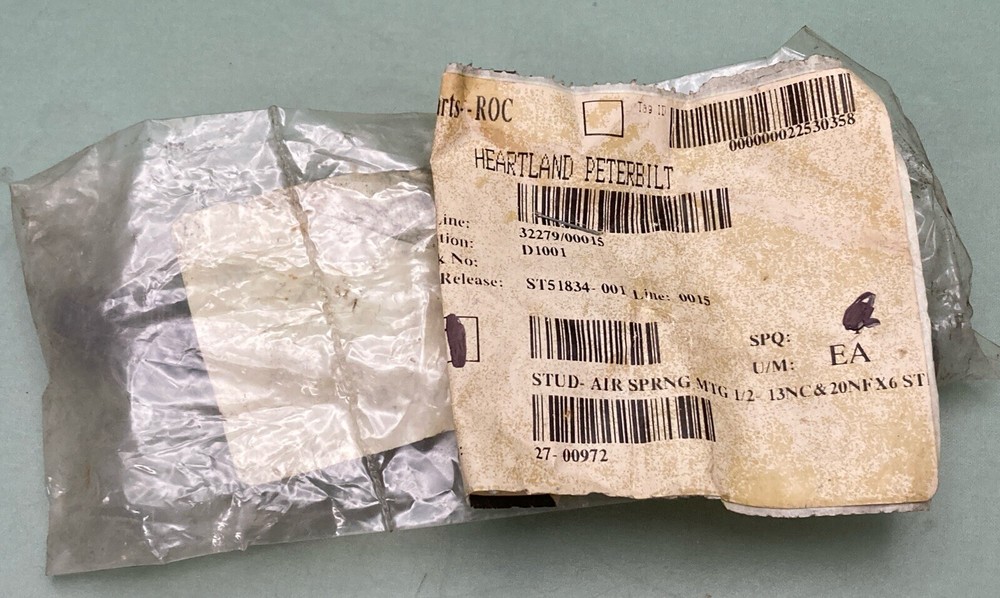 arts--ROC
Tag ID
000000022530358
HEARTLAND PETERBILT
Line:
32279/00015
tion:
D1001
& No:
Release: ST51834-001 Line: 0015
SPQ:
U/M: EA
STUD- AIR SPRNG MTG 1/2- 13NC&20NFX6 ST
27-00972